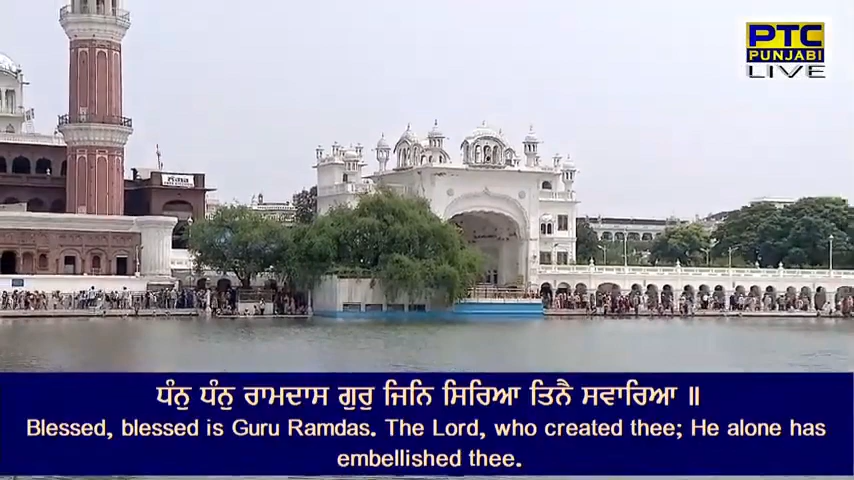 PTC
PUNJABI
LIVE
ਧੰਨੁ ਧੰਨੁ ਰਾਮਦਾਸ ਗੁਰੁ ਜਿਨਿ ਸਿਰਿਆ ਤਿਨੈ ਸਵਾਰਿਆ ॥
Blessed, blessed is Guru Ramdas. The Lord, who created thee; He alone has
embellished thee.